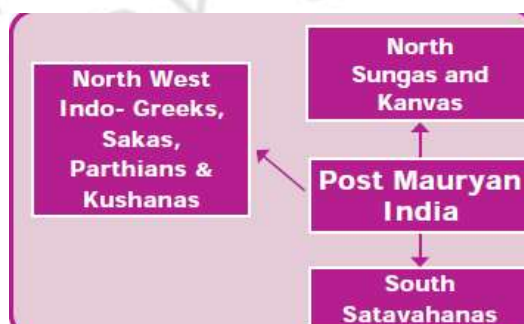 North West
Indo- Greeks,
Sakas,
Parthians &
Kushanas
North
Sungas and
Kanvas
Post Mauryan
India
South
Satavahanas